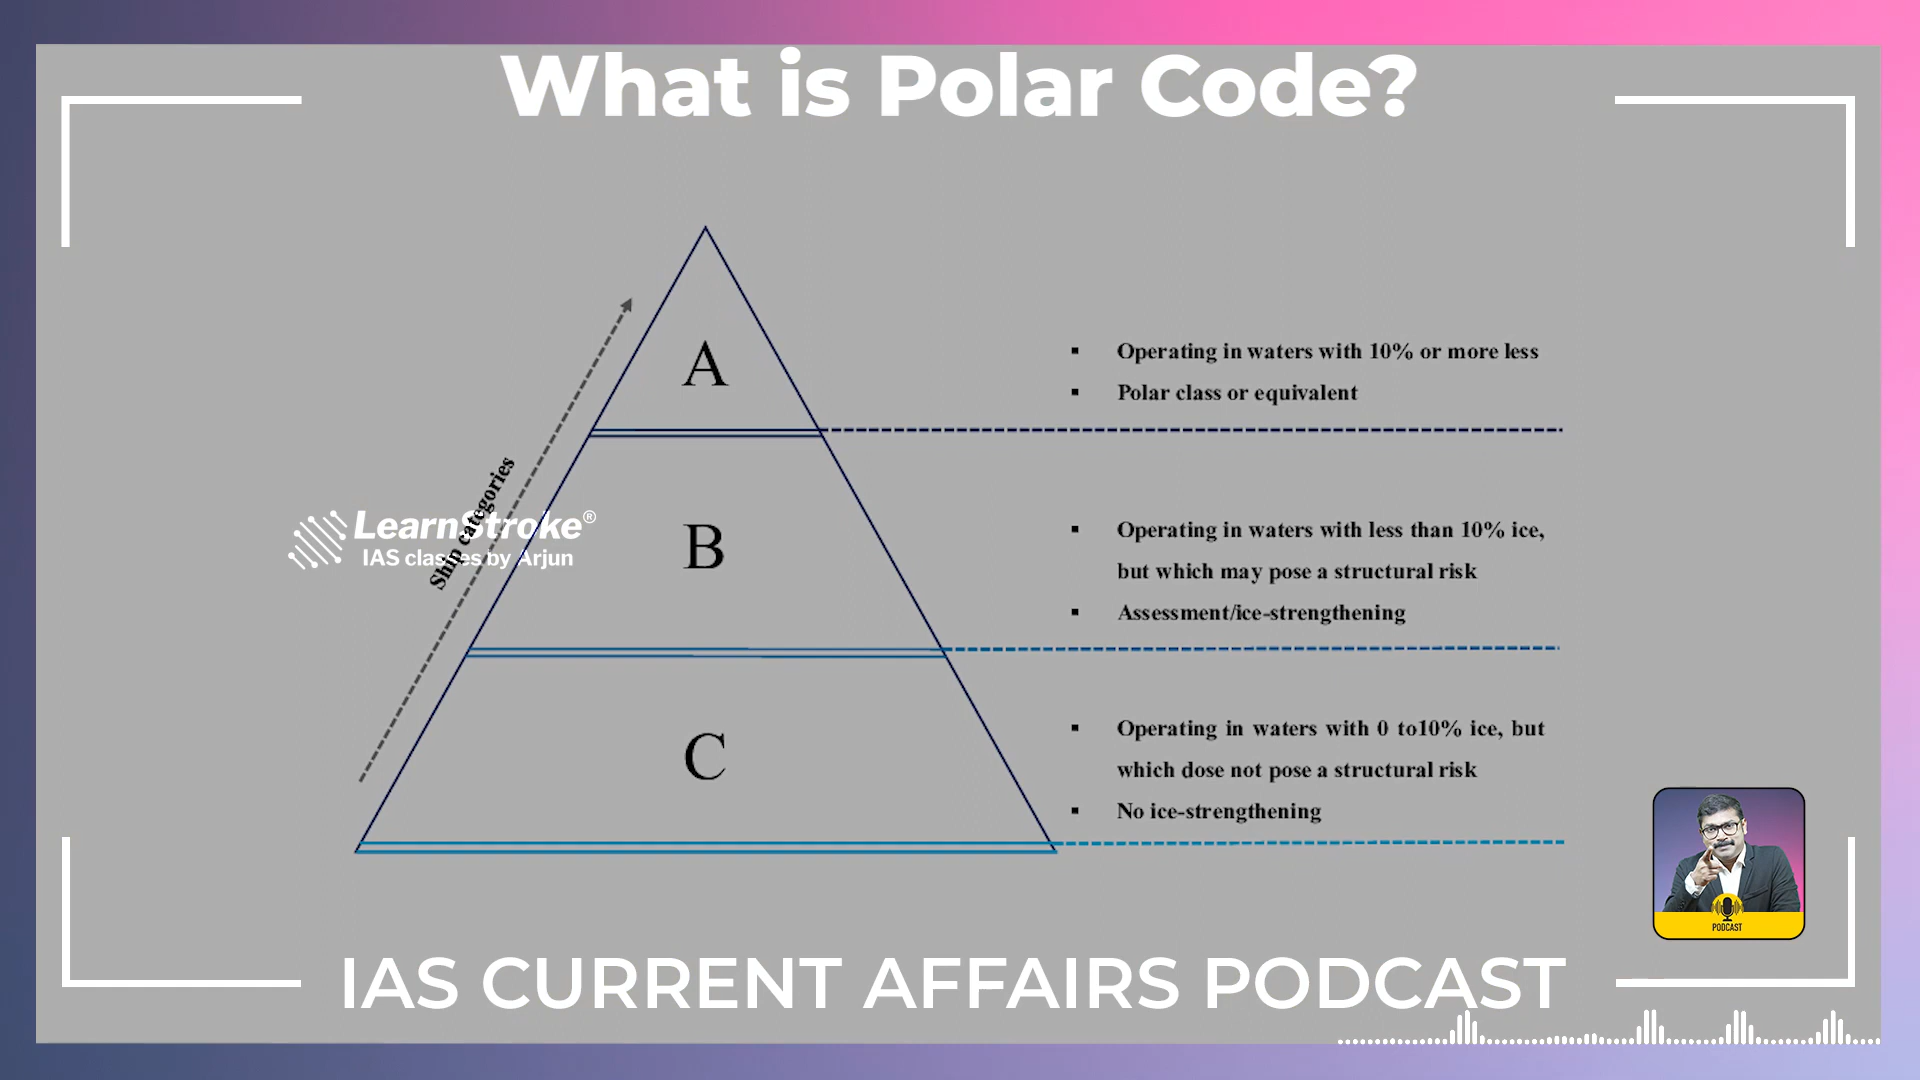 What is Polar Code?
A
Operating in waters with 10% or more less
Polar class or equivalent
Ship categories
LearnStroke®
IAS classes by Arjun
B
Operating in waters with less than 10% ice,
but which may pose a structural risk
Assessment/ice-strengthening
C
Operating in waters with 0 to10% ice, but
which dose not pose a structural risk
No ice-strengthening
PODCAST
IAS CURRENT AFFAIRS PODCAST